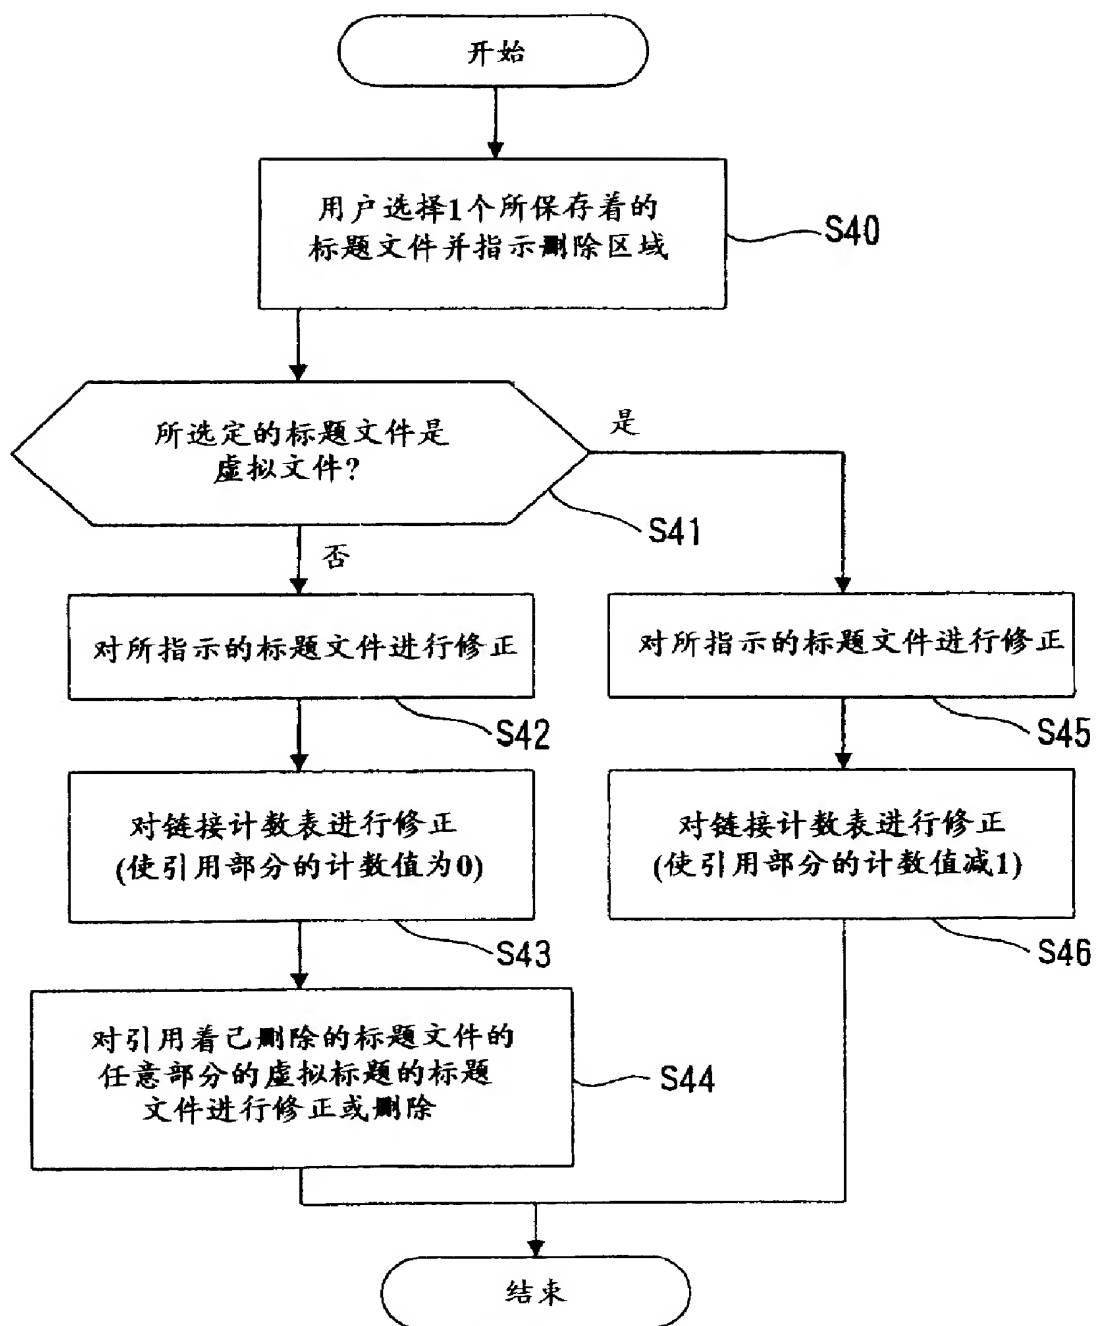 开始
用户选择1个所保存着的
标题文件并指示删除区域
S40
所选定的标题文件是
虚拟文件?
是
S41
否
对所指示的标题文件进行修正
S42
对所指示的标题文件进行修正
S45
对链接计数表进行修正
(使引用部分的计数值为0)
S43
对链接计数表进行修正
(使引用部分的计数值减1)
S46
对引用着已删除的标题文件的
任意部分的虚拟标题的标题
文件进行修正或删除
S44
结束